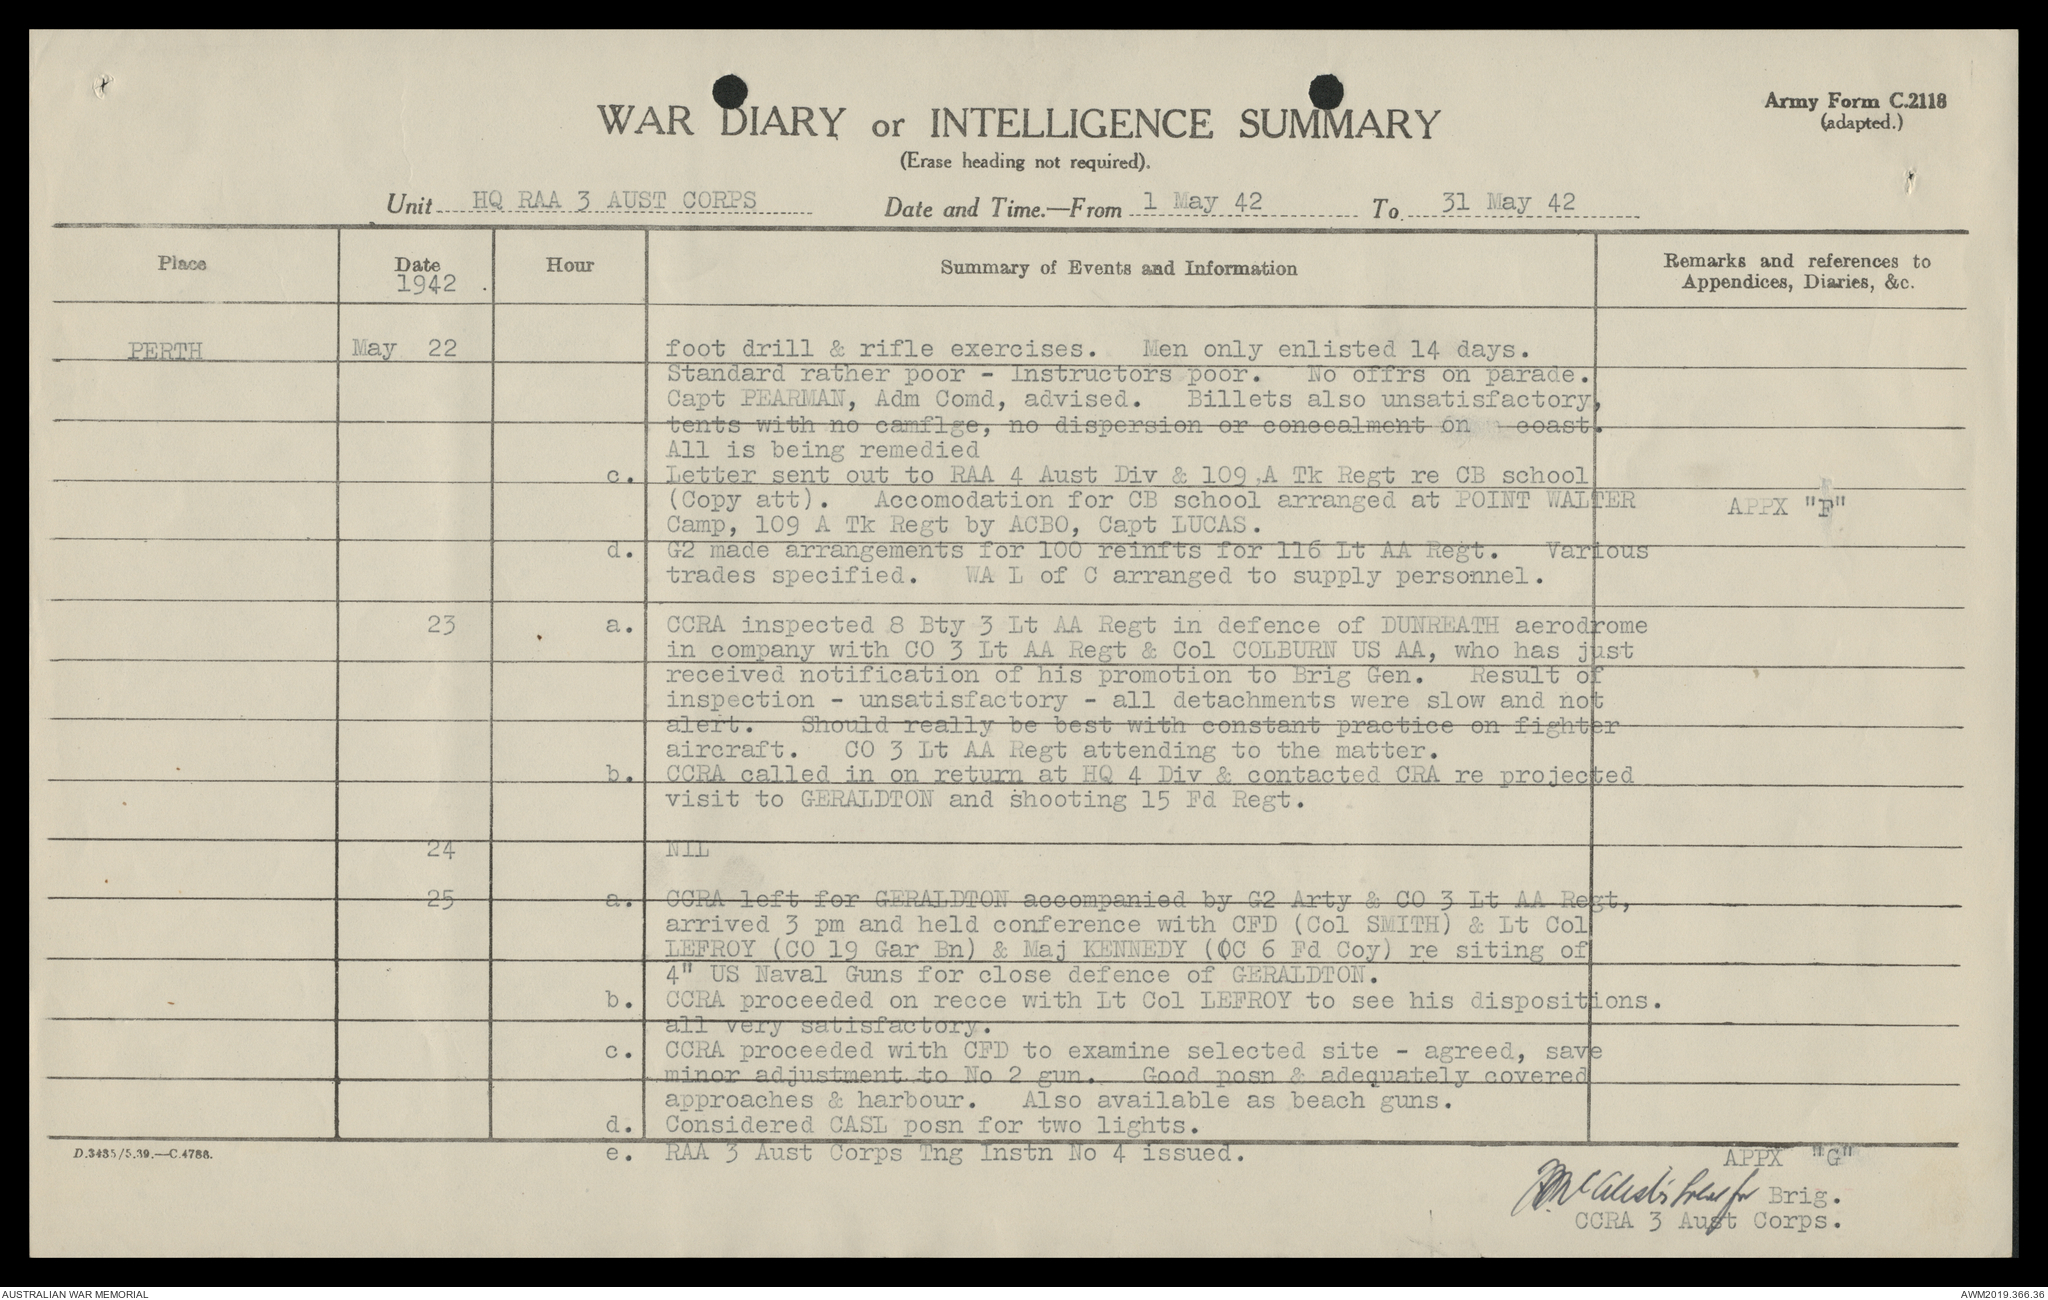 Army Form C.2118
(adapted.)
WAR DIARY or INTELLIGENCE SUMMARY
(Erase heading not required).
Unit HQ RAA 3 AUST CORPS Date and Time.—From 1 May 42 To 31 May 42
Place Date Hour Summary of Events and Information Remarks and references to
1942 Appendices, Diaries, &c.
PERTH May 22 foot drill & rifle exercises. Men only enlisted 14 days.
Standard rather poor - Instructors poor. No offrs on parade.
Capt PEARMAN, Adm Comd, advised. Billets also unsatisfactory,
tents with no camflge, no dispersion or concealment on coast.
All is being remedied
c. Letter sent out to RAA 4 Aust Div & 109 A Tk Regt re CB school
(Copy att). Accomodation for CB school arranged at POINT WALTER APPX "F"
Camp, 109 A Tk Regt by ACBO, Capt LUCAS.
d. G2 made arrangements for 100 reinfts for 116 Lt AA Regt. Various
trades specified. WA L of C arranged to supply personnel.
23 a. CCRA inspected 8 Bty 3 Lt AA Regt in defence of DUNREATH aerodrome
in company with CO 3 Lt AA Regt & Col COLBURN US AA, who has just
received notification of his promotion to Brig Gen. Result of
inspection - unsatisfactory - all detachments were slow and not
alert. Should really be best with constant practice on fighter
aircraft. CO 3 Lt AA Regt attending to the matter.
b. CCRA called in on return at HQ 4 Div & contacted CRA re projected
visit to GERALDTON and shooting 15 Fd Regt.
24 NIL
25 a. CCRA left for GERALDTON accompanied by G2 Arty & CO 3 Lt AA Regt,
arrived 3 pm and held conference with CFD (Col SMITH) & Lt Col
LEFROY (CO 19 Gar Bn) & Maj KENNEDY (OC 6 Fd Coy) re siting of
4" US Naval Guns for close defence of GERALDTON.
b. CCRA proceeded on recce with Lt Col LEFROY to see his dispositions.
all very satisfactory.
c. CCRA proceeded with CFD to examine selected site - agreed, save
minor adjustment to No 2 gun. Good posn & adequately covered
approaches & harbour. Also available as beach guns.
d. Considered CASL posn for two lights.
D.3485/5.39.—C.4788. e. RAA 3 Aust Corps Tng Instn No 4 issued. APPX "G"
for Brig.
CCRA 3 Aust Corps.
AUSTRALIAN WAR MEMORIAL AWM2019.366.36